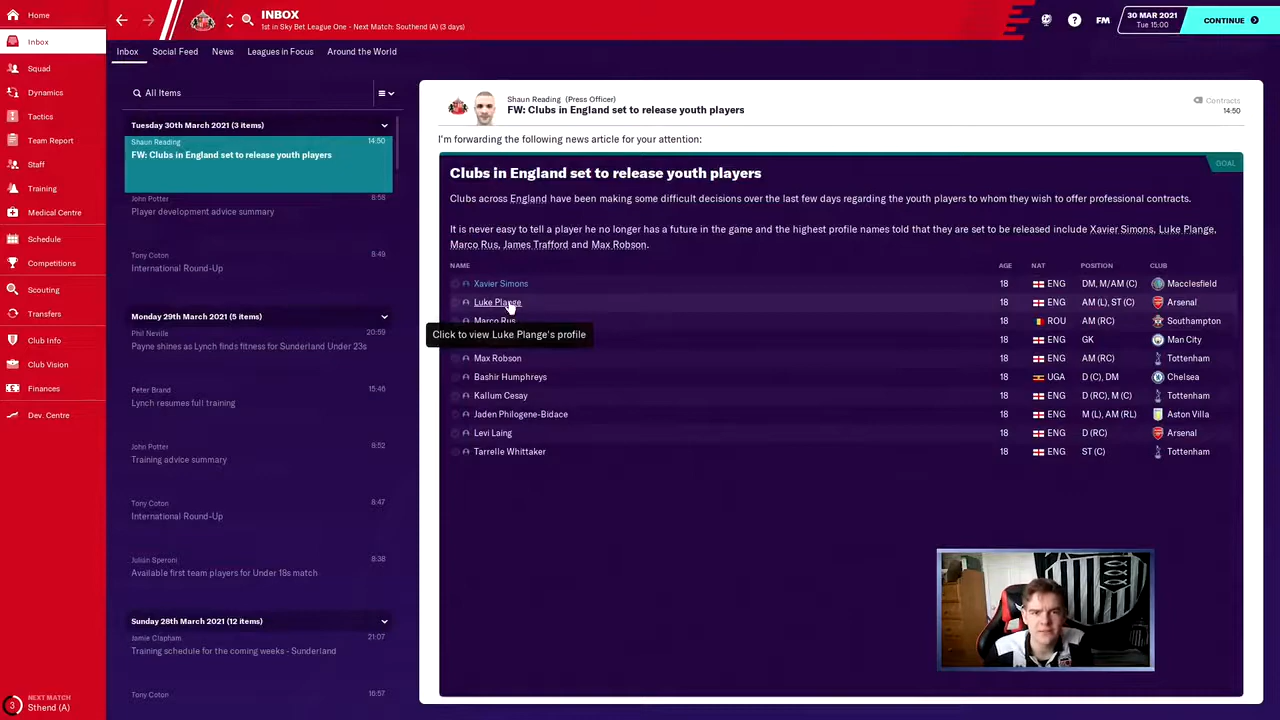 Home
INBOX
1st in Sky Bet League One - Next Match: Southend (A) (3 days)
FM
30 MAR 2021
Tue 15:00
CONTINUE
Inbox
Squad
Dynamics
Tactics
Team Report
Staff
Training
Medical Centre
Schedule
Competitions
Scouting
Transfers
Club Info
Club Vision
Finances
Dev. Centre
3
NEXT MATCH
Sthend (A)
Inbox
Social Feed
News
Leagues in Focus
Around the World
All Items
Tuesday 30th March 2021 (3 items)
Shaun Reading
14:50
FW: Clubs in England set to release youth players
John Potter
8:56
Player development advice summary
Tony Coton
8:49
International Round-Up
Monday 29th March 2021 (5 items)
Phil Neville
20:59
Payne shines as Lynch finds fitness for Sunderland Under 23s
Peter Brand
15:46
Lynch resumes full training
John Potter
8:52
Training advice summary
Tony Coton
8:47
International Round-Up
Julián Speroni
8:38
Available first team players for Under 18s match
Sunday 28th March 2021 (12 items)
Jamie Clapham
21:07
Training schedule for the coming weeks - Sunderland
Tony Coton
16:57
Shaun Reading (Press Officer)
FW: Clubs in England set to release youth players
Contracts
14:50
I'm forwarding the following news article for your attention:
GOAL
Clubs in England set to release youth players
Clubs across England have been making some difficult decisions over the last few days regarding the youth players to whom they wish to offer professional contracts.
It is never easy to tell a player he no longer has a future in the game and the highest profile names told that they are set to be released include Xavier Simons, Luke Plange,
Marco Rus, James Trafford and Max Robson.
NAME AGE NAT POSITION CLUB
Xavier Simons 18 ENG DM, M/AM (C) Macclesfield
Luke Plange 18 ENG AM (L), ST (C) Arsenal
Marco Rus 18 ROU AM (RC) Southampton
Click to view Luke Plange's profile
18 ENG GK Man City
Max Robson 18 ENG AM (RC) Tottenham
Bashir Humphreys 18 UGA D (C), DM Chelsea
Kallum Cesay 18 ENG D (RC), M (C) Tottenham
Jaden Philogene-Bidace 18 ENG M (L), AM (RL) Aston Villa
Levi Laing 18 ENG D (RC) Arsenal
Tarrelle Whittaker 18 ENG ST (C) Tottenham